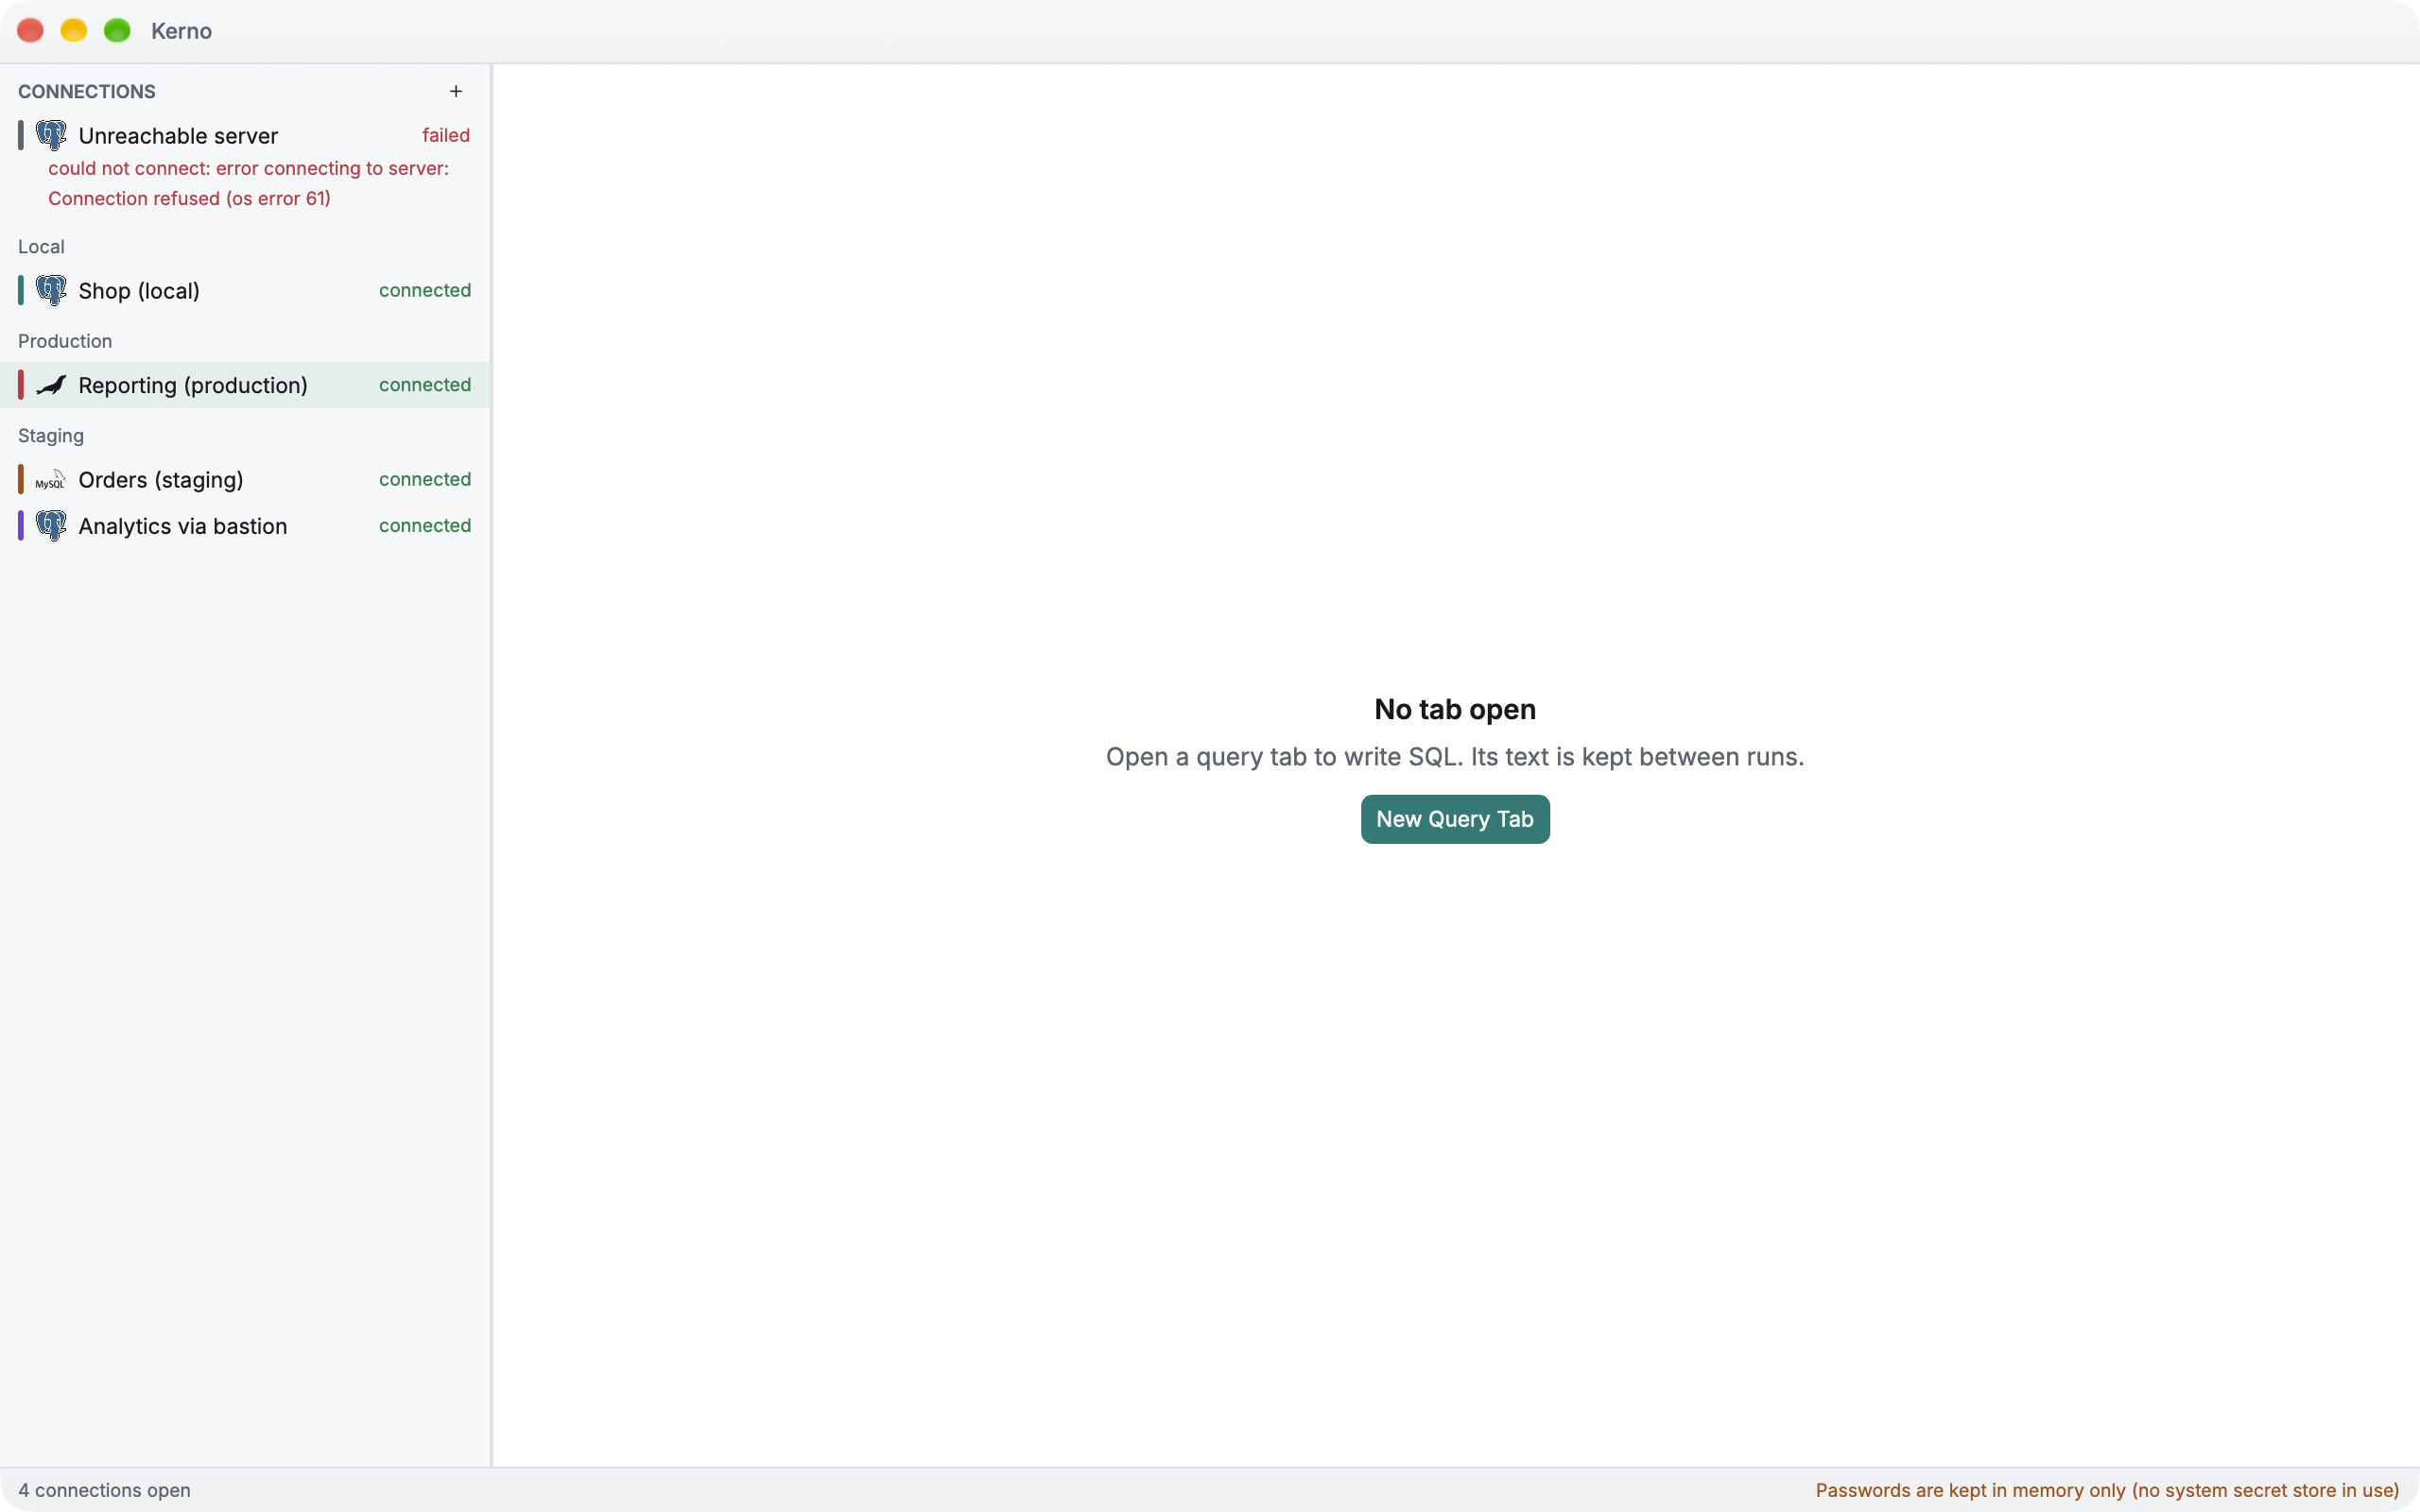 Kerno
CONNECTIONS
+
Unreachable server failed
could not connect: error connecting to server:
Connection refused (os error 61)
Local
Shop (local) connected
Production
Reporting (production) connected
Staging
MySQL Orders (staging) connected
Analytics via bastion connected
No tab open
Open a query tab to write SQL. Its text is kept between runs.
New Query Tab
4 connections open
Passwords are kept in memory only (no system secret store in use)